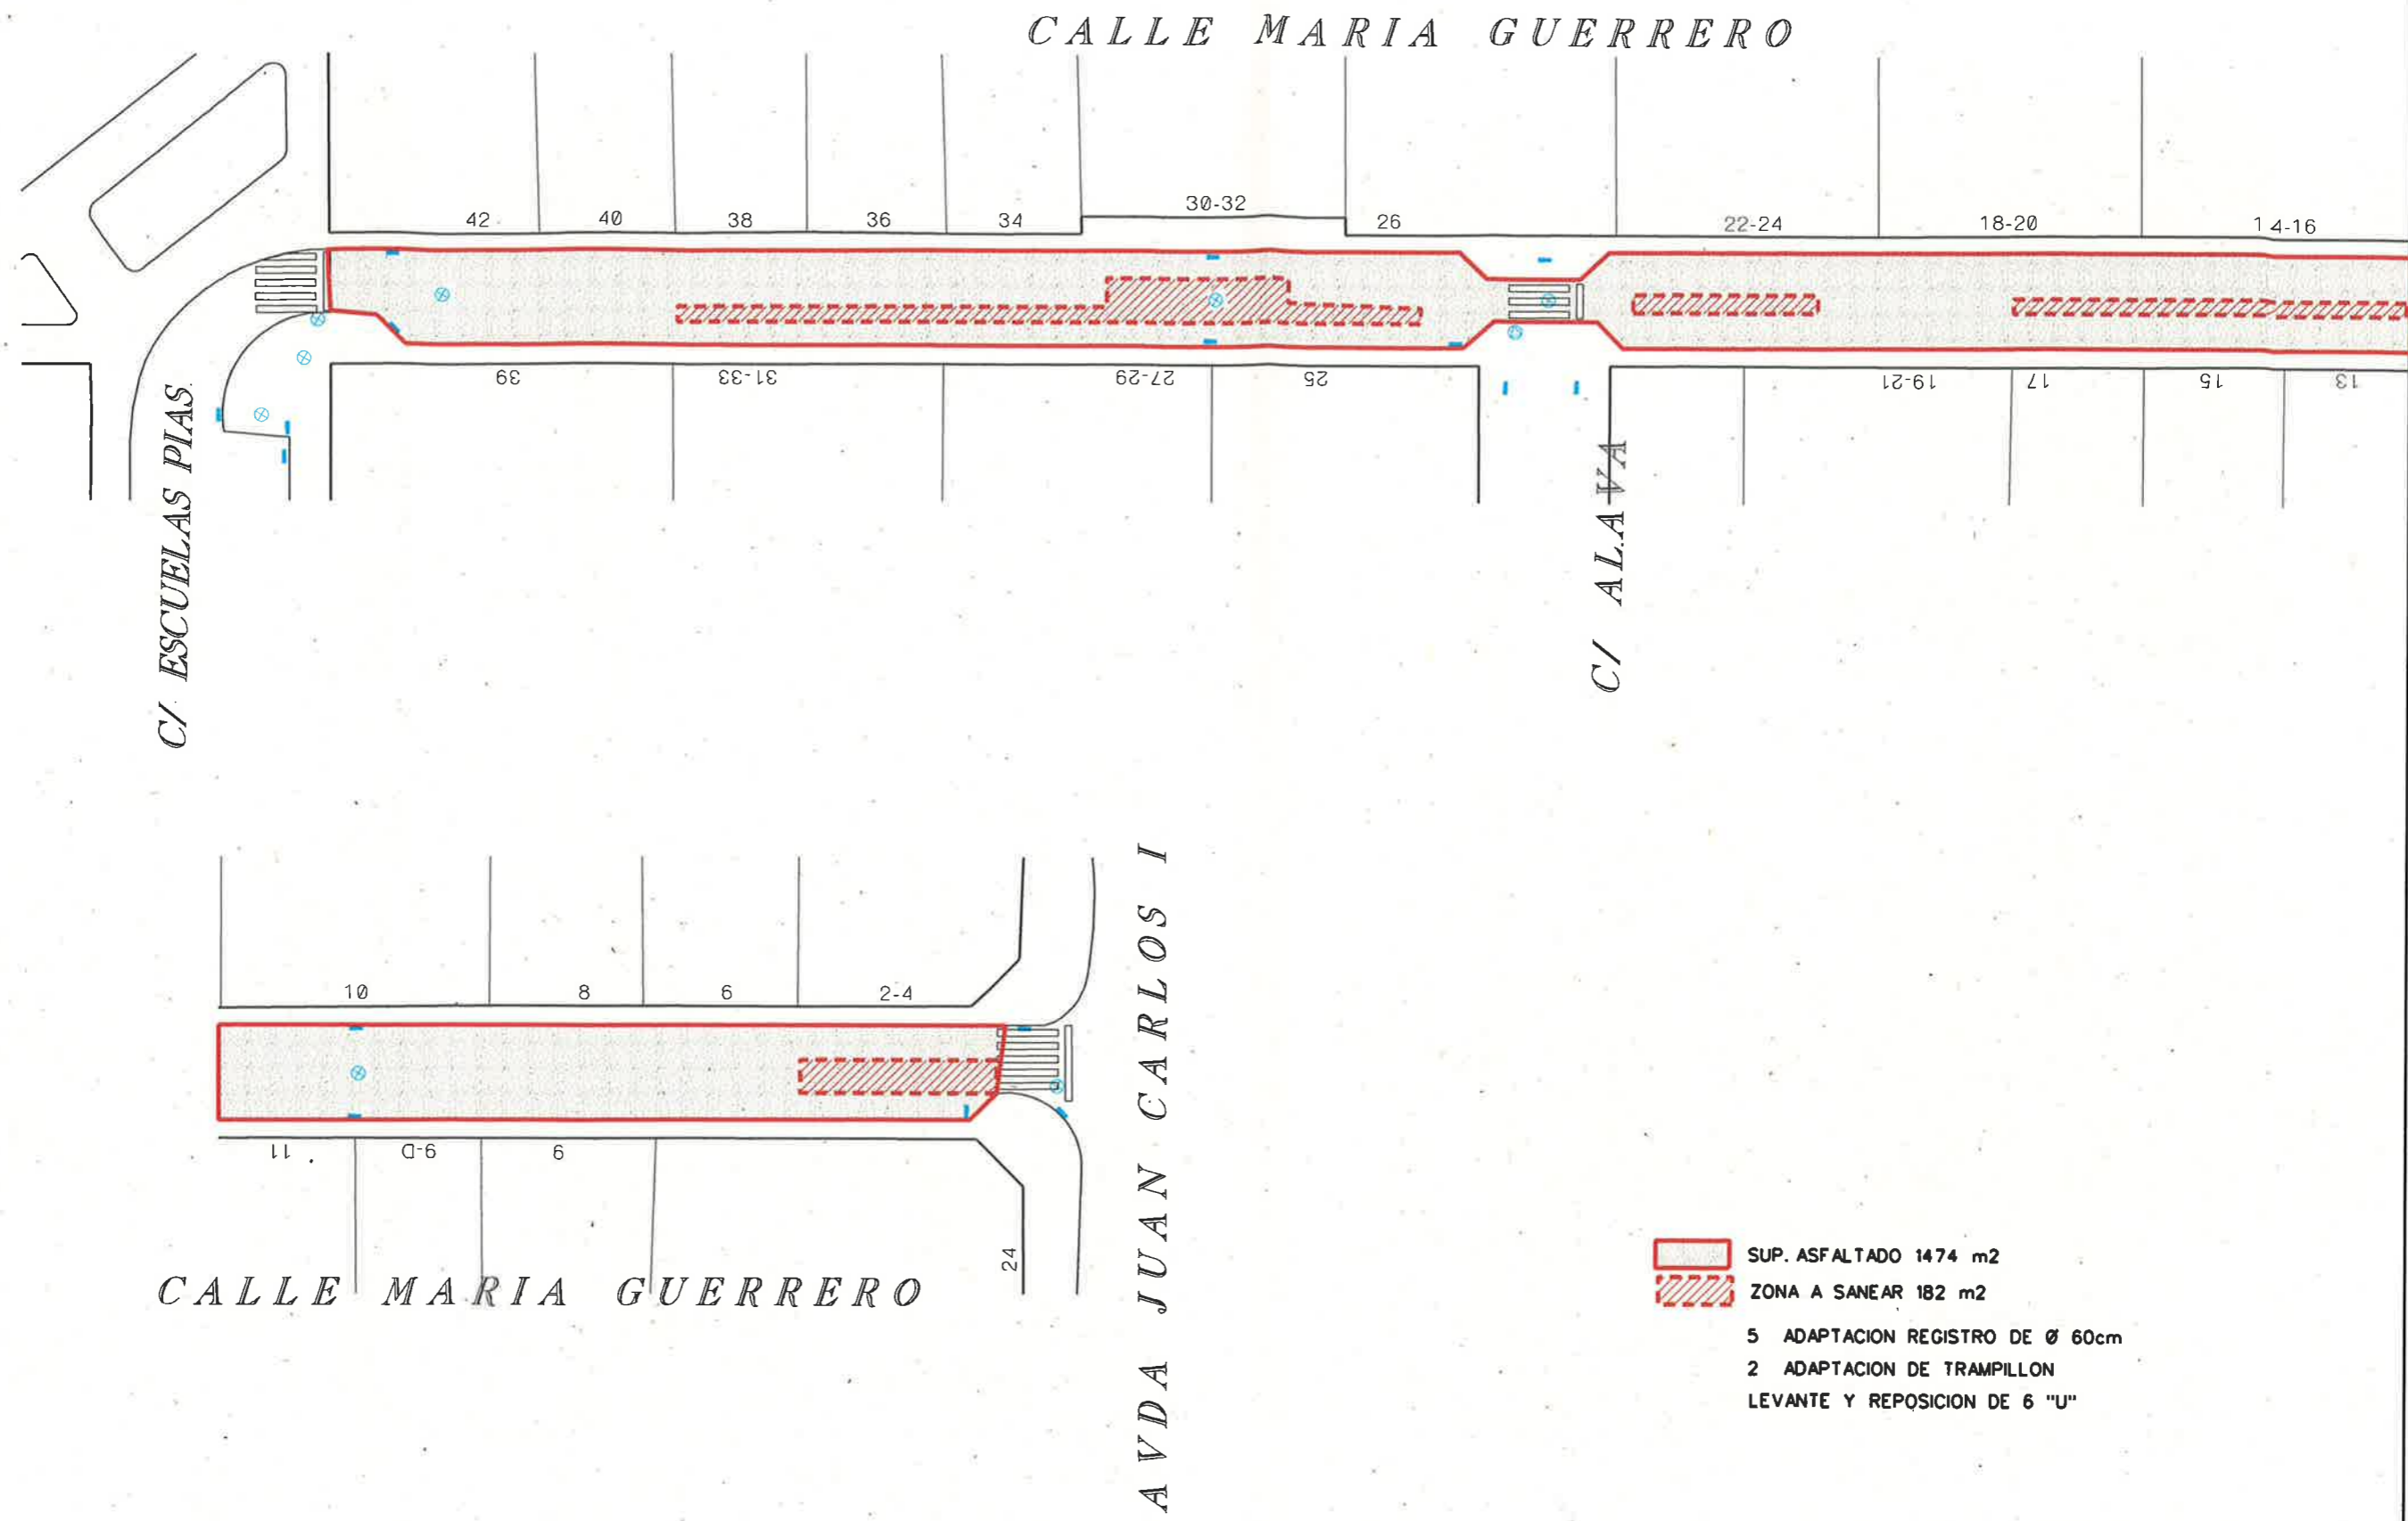 CALLE MARIA GUERRERO
42 40 38 36 34 30-32 26 22-24 18-20 14-16
39 31-33 27-29 25 19-21 17 15 13
C/ ESCUELAS PIAS
C/ ALAVA
10 8 6 2-4
11 9-D 9
24
CALLE MARIA GUERRERO
AVDA JUAN CARLOS I
SUP. ASFALTADO 1474 m2
ZONA A SANEAR 182 m2
5 ADAPTACION REGISTRO DE Ø 60cm
2 ADAPTACION DE TRAMPILLON
LEVANTE Y REPOSICION DE 6 "U"